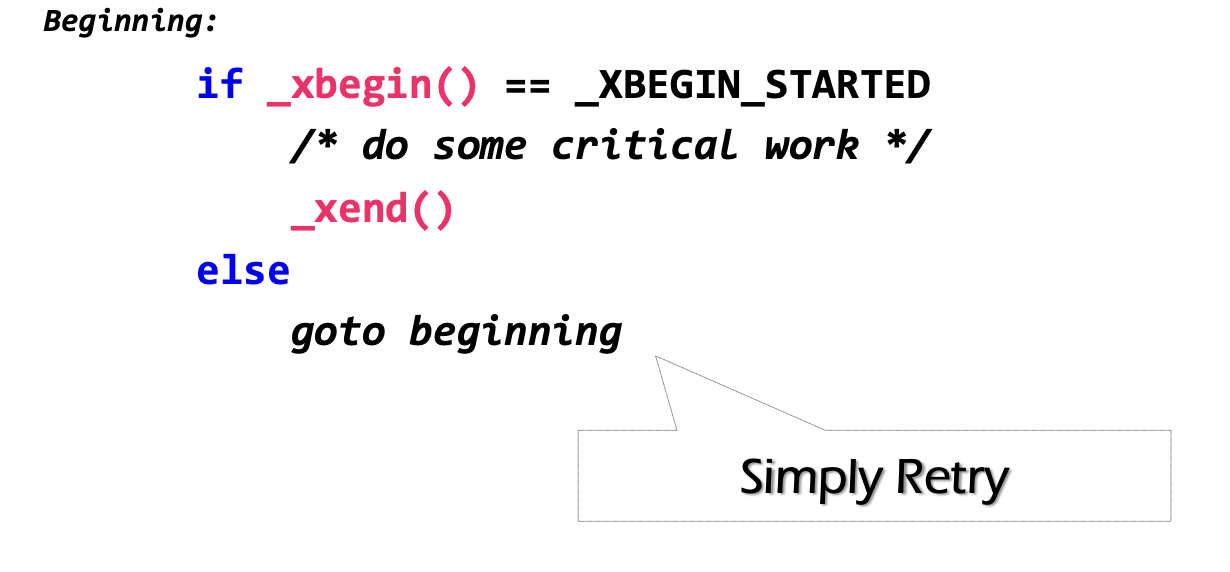 Beginning:
if _xbegin() == _XBEGIN_STARTED
/* do some critical work */
_xend()
else
goto beginning
Simply Retry